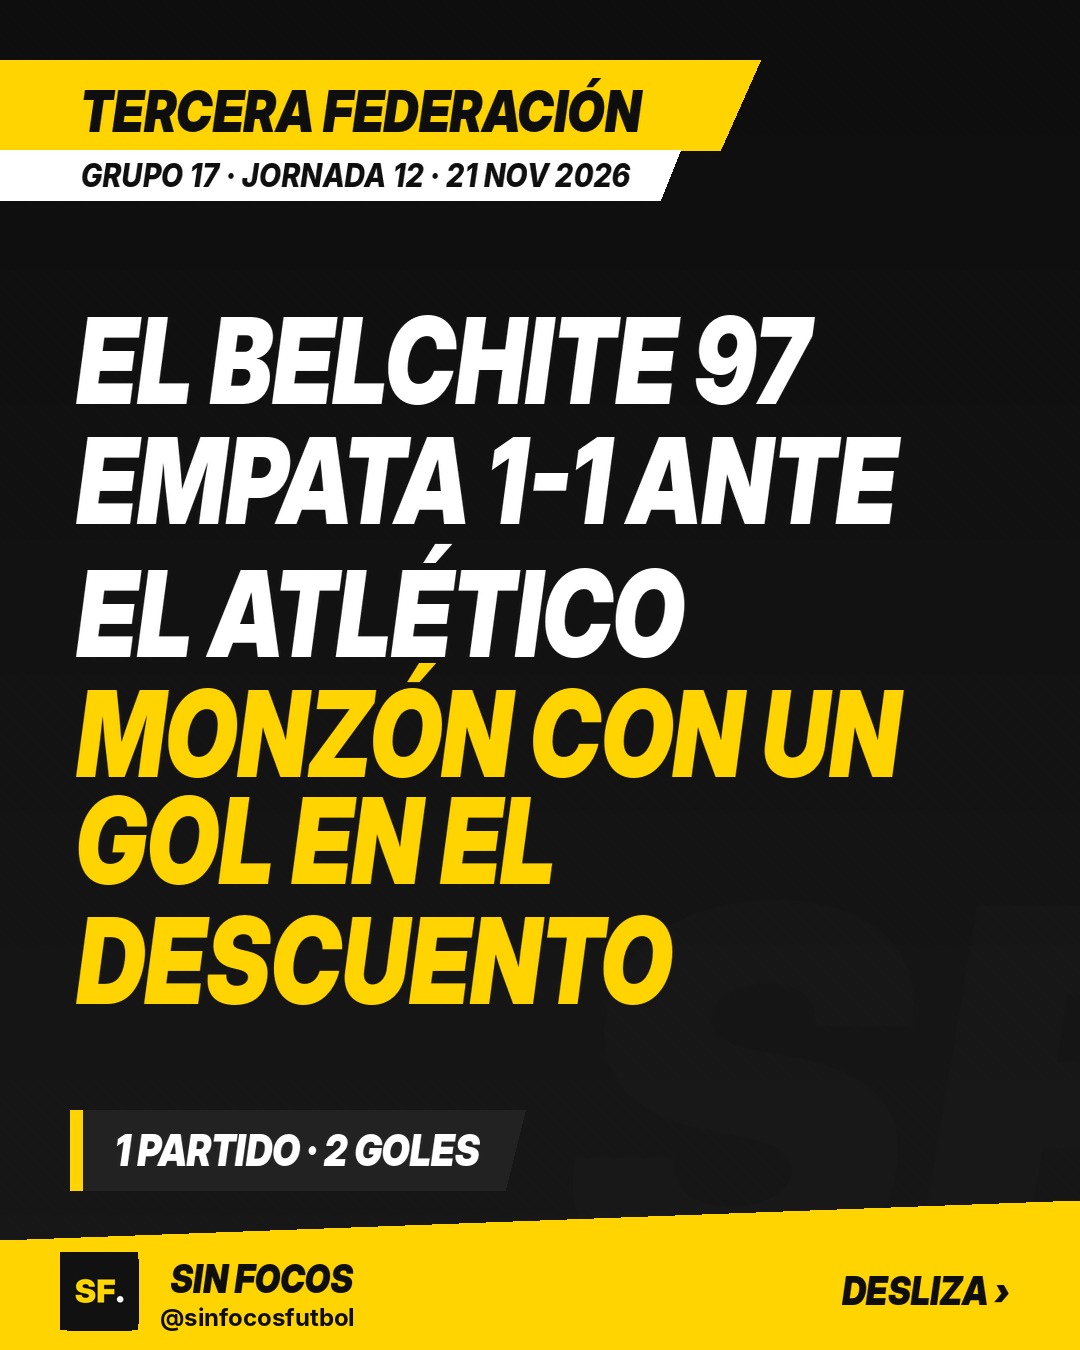 TERCERA FEDERACIÓN
GRUPO 17 · JORNADA 12 · 21 NOV 2026
EL BELCHITE 97
EMPATA 1-1 ANTE
EL ATLÉTICO
MONZÓN CON UN
GOL EN EL
DESCUENTO
1 PARTIDO · 2 GOLES
SF.
SIN FOCOS
@sinfocosfutbol
DESLIZA ›
SF